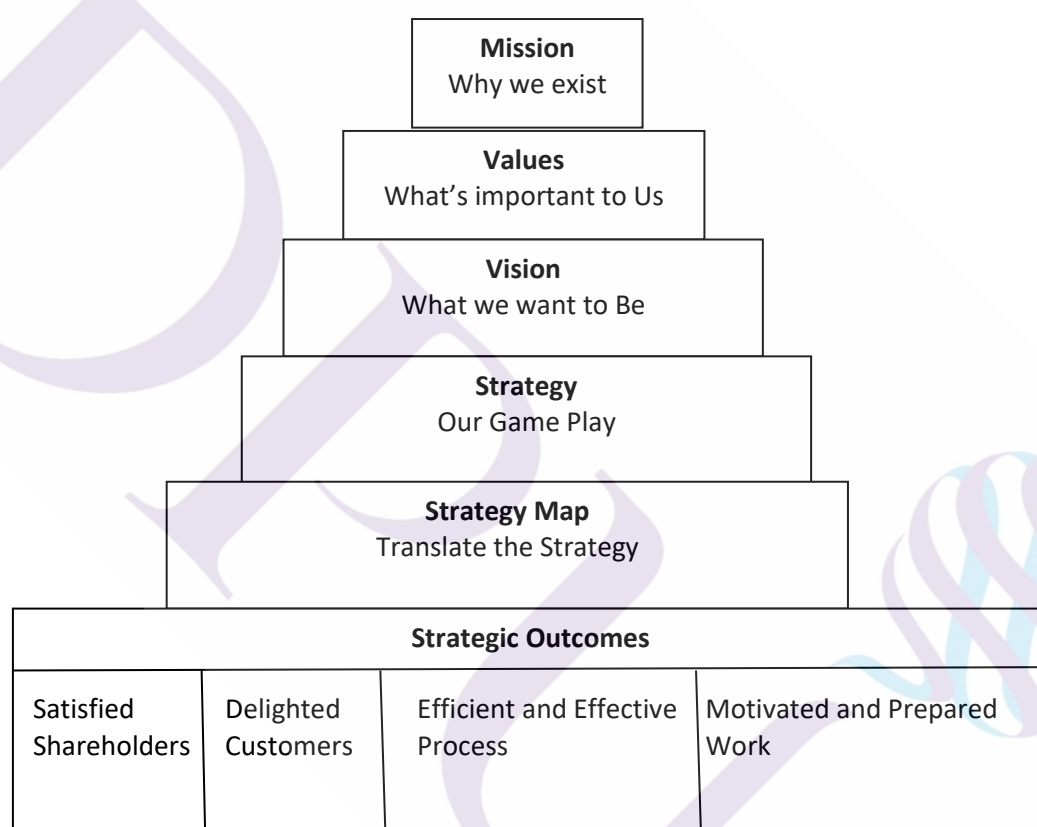 Mission
Why we exist
Values
What’s important to Us
Vision
What we want to Be
Strategy
Our Game Play
Strategy Map
Translate the Strategy
Strategic Outcomes
Satisfied
Shareholders
Delighted
Customers
Efficient and Effective
Process
Motivated and Prepared
Work